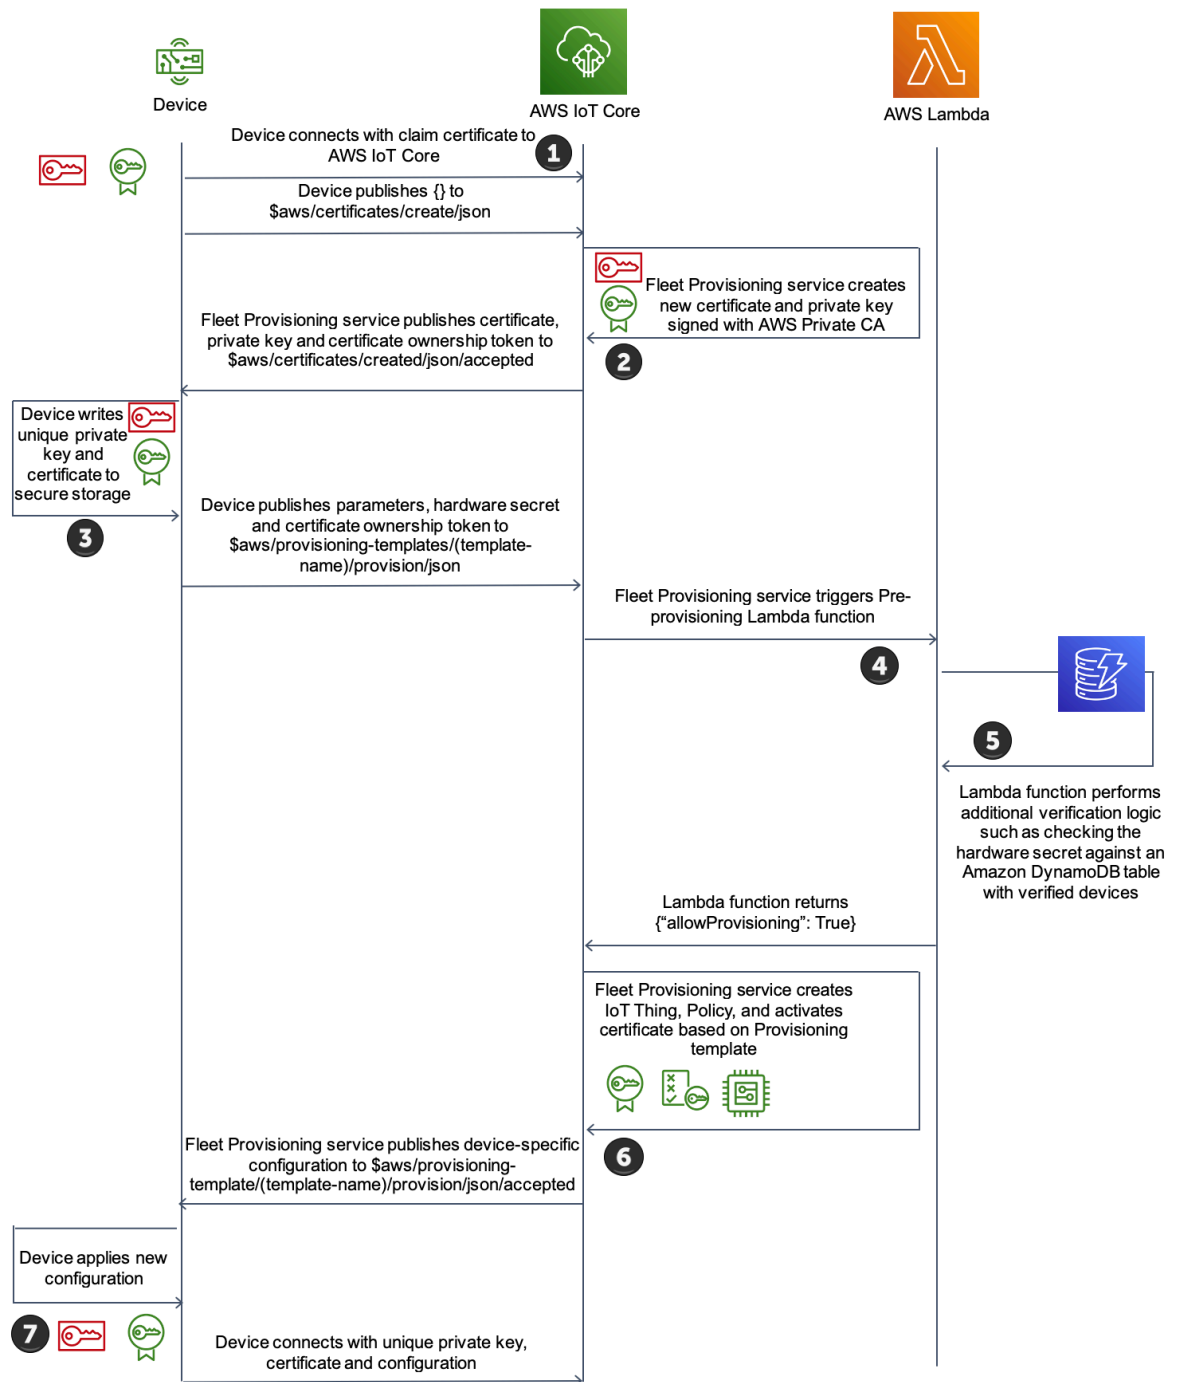 Device
AWS IoT Core
AWS Lambda
Device connects with claim certificate to
AWS IoT Core
1
Device publishes {} to
$aws/certificates/create/json
Fleet Provisioning service creates
new certificate and private key
signed with AWS Private CA
2
Fleet Provisioning service publishes certificate,
private key and certificate ownership token to
$aws/certificates/created/json/accepted
Device writes
unique private
key and
certificate to
secure storage
3
Device publishes parameters, hardware secret
and certificate ownership token to
$aws/provisioning-templates/(template-
name)/provision/json
Fleet Provisioning service triggers Pre-
provisioning Lambda function
4
5
Lambda function performs
additional verification logic
such as checking the
hardware secret against an
Amazon DynamoDB table
with verified devices
Lambda function returns
{“allowProvisioning”: True}
Fleet Provisioning service creates
IoT Thing, Policy, and activates
certificate based on Provisioning
template
6
Fleet Provisioning service publishes device-specific
configuration to $aws/provisioning-
template/(template-name)/provision/json/accepted
Device applies new
configuration
7
Device connects with unique private key,
certificate and configuration